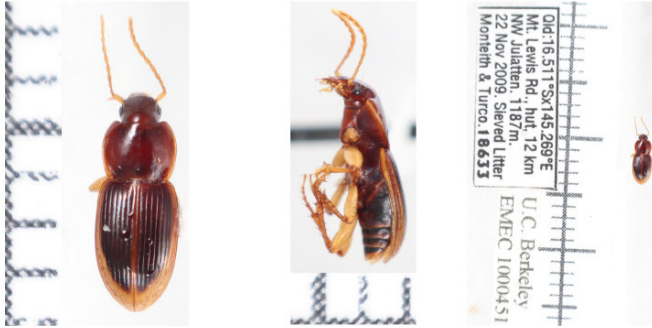 Qld:16.511°Sx145.269°E
Mt. Lewis Rd., hut, 12 km
NW Julatten. 1187m.
22 Nov 2009. Sieved Litter
Monteith & Turco.18633
U.C. Berkeley
EMEC 1000451